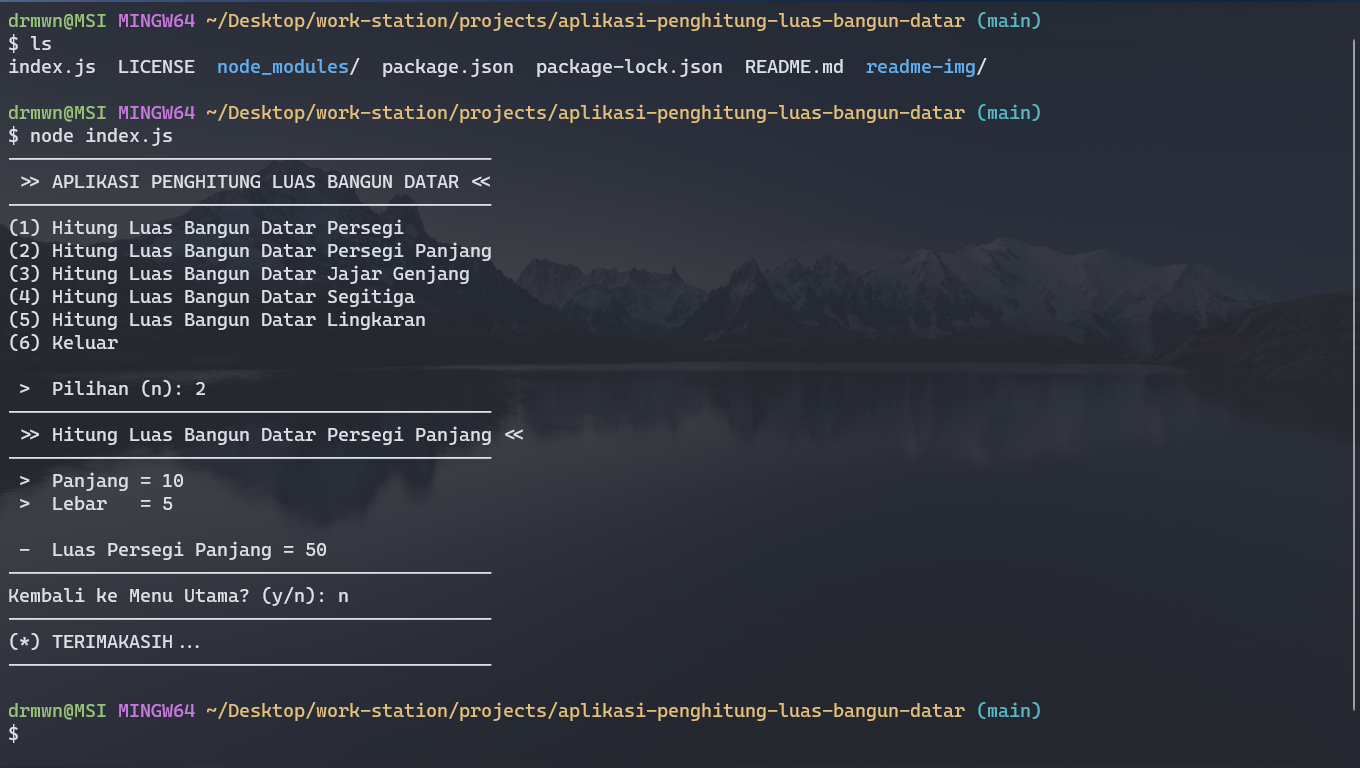 drmwn@MSI MINGW64 ~/Desktop/work-station/projects/aplikasi-penghitung-luas-bangun-datar (main)
$ ls
index.js  LICENSE  node_modules/  package.json  package-lock.json  README.md  readme-img/
drmwn@MSI MINGW64 ~/Desktop/work-station/projects/aplikasi-penghitung-luas-bangun-datar (main)
$ node index.js
>> APLIKASI PENGHITUNG LUAS BANGUN DATAR <<
(1) Hitung Luas Bangun Datar Persegi
(2) Hitung Luas Bangun Datar Persegi Panjang
(3) Hitung Luas Bangun Datar Jajar Genjang
(4) Hitung Luas Bangun Datar Segitiga
(5) Hitung Luas Bangun Datar Lingkaran
(6) Keluar
>  Pilihan (n): 2
>> Hitung Luas Bangun Datar Persegi Panjang <<
>  Panjang = 10
>  Lebar   = 5
-  Luas Persegi Panjang = 50
Kembali ke Menu Utama? (y/n): n
(*) TERIMAKASIH...
drmwn@MSI MINGW64 ~/Desktop/work-station/projects/aplikasi-penghitung-luas-bangun-datar (main)
$